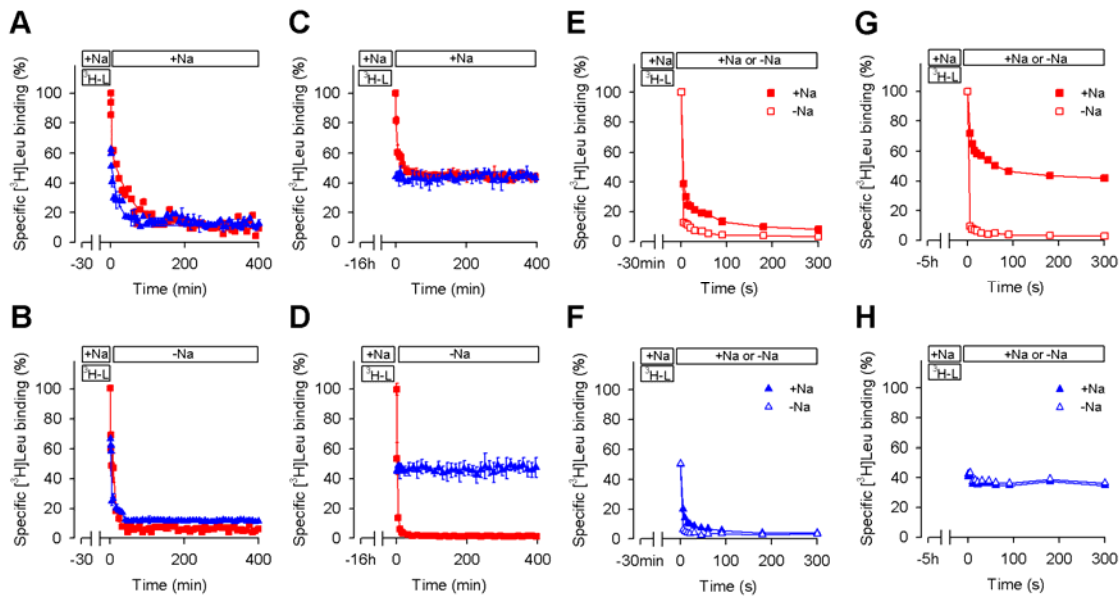 A
+Na
+Na
³H-L
Specific [³H]Leu binding (%)
100
80
60
40
20
0
-30
0
200
400
Time (min)
C
+Na
+Na
³H-L
Specific [³H]Leu binding (%)
100
80
60
40
20
0
-16h
0
200
400
Time (min)
E
+Na
+Na or -Na
³H-L
+Na
-Na
Specific [³H]Leu binding (%)
100
80
60
40
20
0
-30min
0
100
200
300
Time (s)
G
+Na
+Na or -Na
³H-L
+Na
-Na
Specific [³H]Leu binding (%)
100
80
60
40
20
0
-5h
0
100
200
300
Time (s)
B
+Na
-Na
³H-L
Specific [³H]Leu binding (%)
100
80
60
40
20
0
-30
0
200
400
Time (min)
D
+Na
-Na
³H-L
Specific [³H]Leu binding (%)
100
80
60
40
20
0
-16h
0
200
400
Time (min)
F
+Na
+Na or -Na
³H-L
+Na
-Na
Specific [³H]Leu binding (%)
100
80
60
40
20
0
-30min
0
100
200
300
Time (s)
H
+Na
+Na or -Na
³H-L
+Na
-Na
Specific [³H]Leu binding (%)
100
80
60
40
20
0
-5h
0
100
200
300
Time (s)